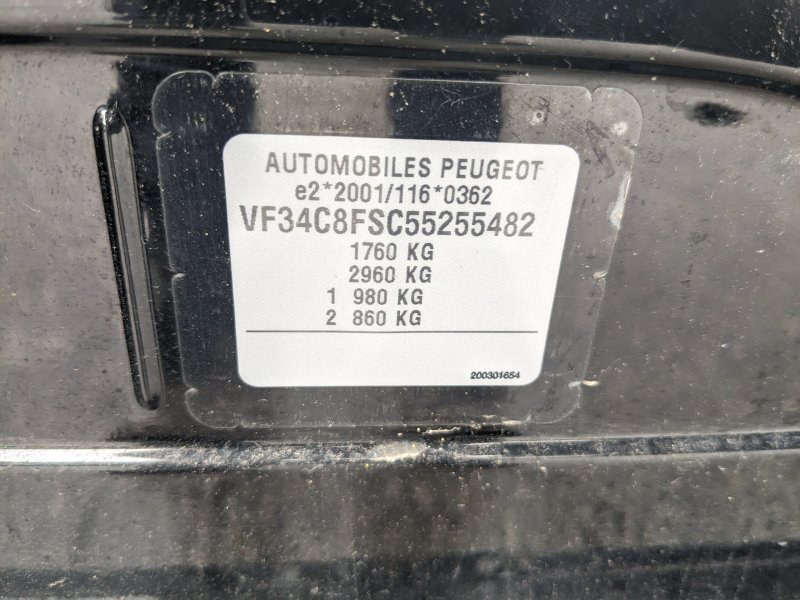 AUTOMOBILES PEUGEOT
e2*2001/116*0362
VF34C8FSC55255482
1760 KG
2960 KG
1 980 KG
2 860 KG
200301654